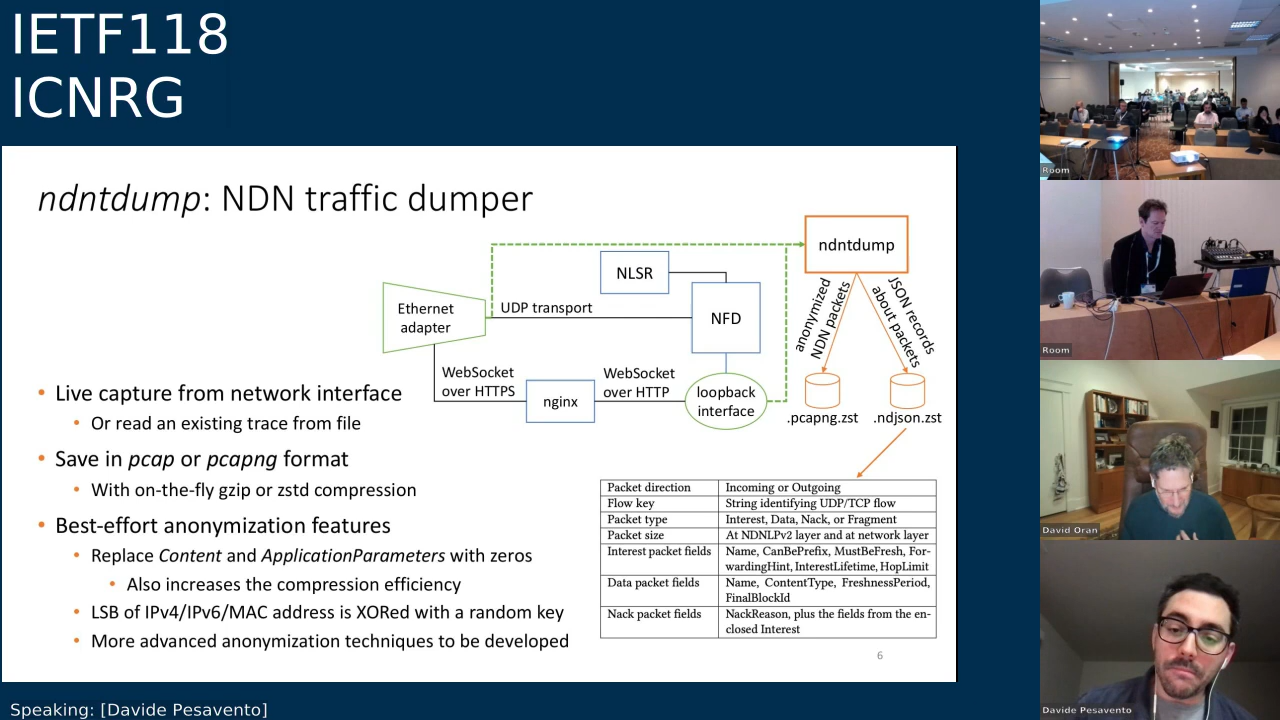 IETF118
ICNRG
ndntdump: NDN traffic dumper
ndntdump
NLSR
Ethernet
adapter
UDP transport
NFD
anonymized
NDN packets
JSON records
about packets
WebSocket
over HTTPS
nginx
WebSocket
over HTTP
loopback
interface
.pcapng.zst
.ndjson.zst
• Live capture from network interface
• Or read an existing trace from file
• Save in pcap or pcapng format
• With on-the-fly gzip or zstd compression
• Best-effort anonymization features
• Replace Content and ApplicationParameters with zeros
• Also increases the compression efficiency
• LSB of IPv4/IPv6/MAC address is XORed with a random key
• More advanced anonymization techniques to be developed
Packet direction Incoming or Outgoing
Flow key String identifying UDP/TCP flow
Packet type Interest, Data, Nack, or Fragment
Packet size At NDNLPv2 layer and at network layer
Interest packet fields Name, CanBePrefix, MustBeFresh, For-
wardingHint, InterestLifetime, HopLimit
Data packet fields Name, ContentType, FreshnessPeriod,
FinalBlockId
Nack packet fields NackReason, plus the fields from the en-
closed Interest
6
Speaking: [Davide Pesavento]
Room
Room
David Oran
Davide Pesavento